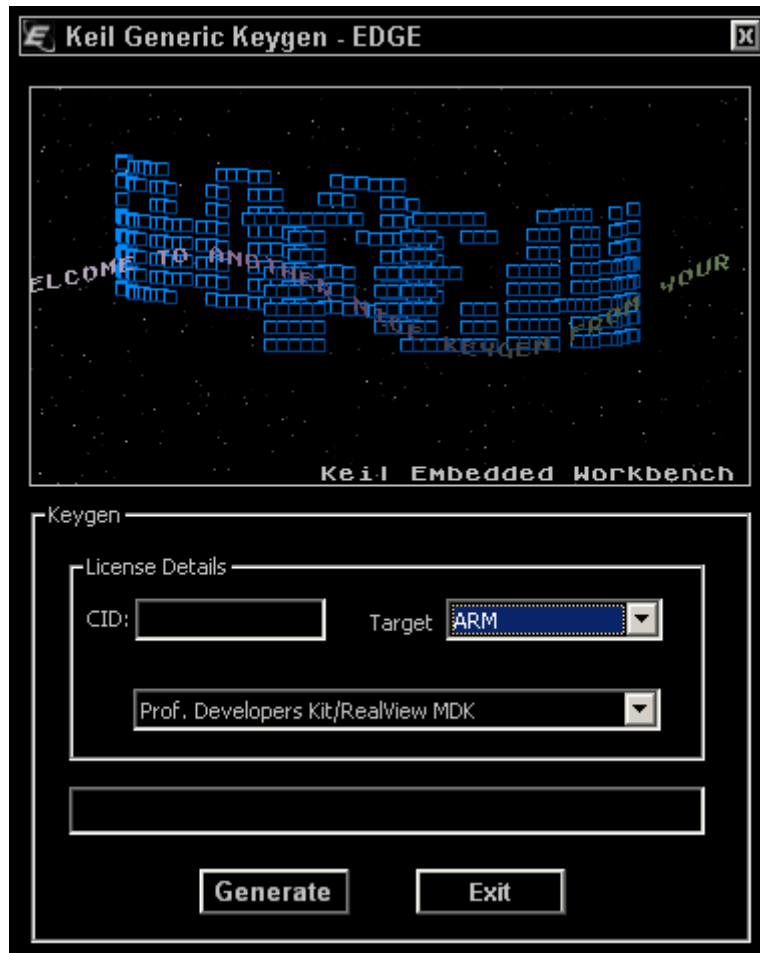 Keil Generic Keygen - EDGE
ELCOME TO ANOTHER NICE KEYGEN FROM YOUR
Keil Embedded Workbench
Keygen
License Details
CID:
Target ARM
Prof. Developers Kit/RealView MDK
Generate Exit